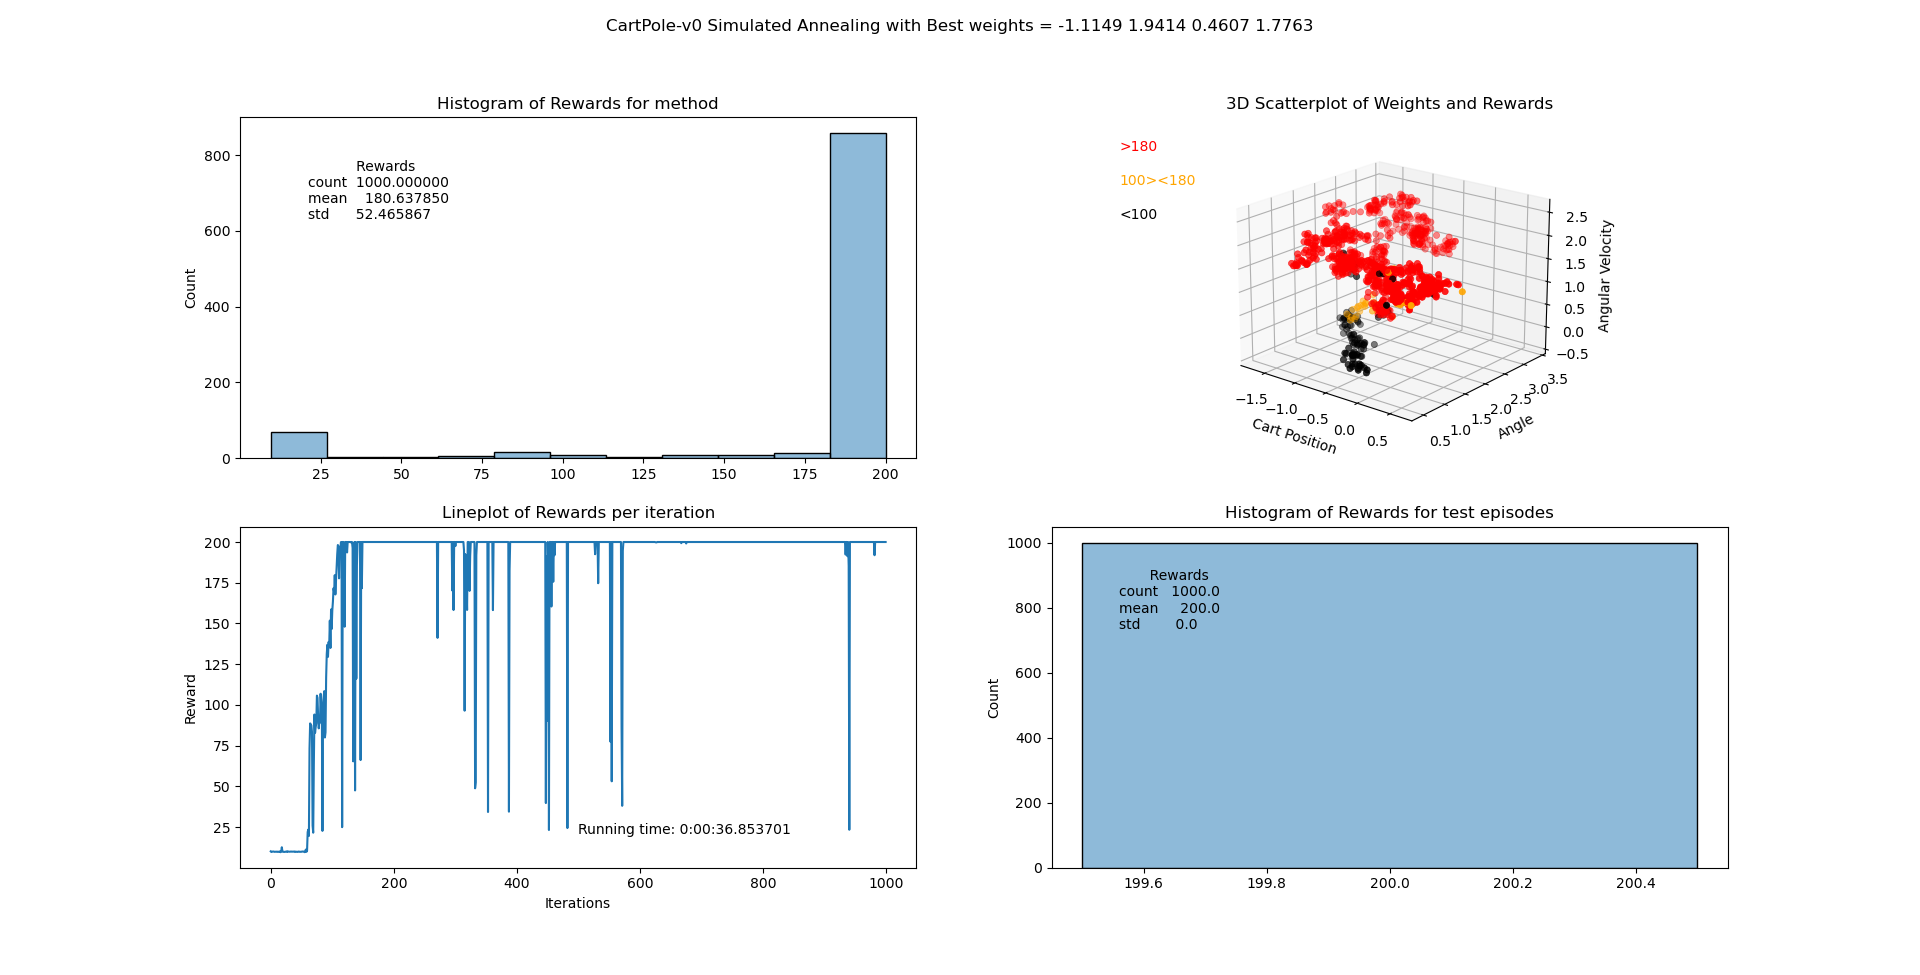 CartPole-v0 Simulated Annealing with Best weights = -1.1149 1.9414 0.4607 1.7763
Histogram of Rewards for method
Rewards
count 1000.000000
mean 180.637850
std 52.465867
Count
0
200
400
600
800
25 50 75 100 125 150 175 200
3D Scatterplot of Weights and Rewards
>180
100><180
<100
−1.5 −1.0 −0.5 0.0 0.5
Cart Position
0.5 1.0 1.5 2.0 2.5 3.0 3.5
Angle
−0.5 0.0 0.5 1.0 1.5 2.0 2.5
Angular Velocity
Lineplot of Rewards per iteration
Reward
200
175
150
125
100
75
50
25
Running time: 0:00:36.853701
0 200 400 600 800 1000
Iterations
Histogram of Rewards for test episodes
Rewards
count 1000.0
mean 200.0
std 0.0
Count
1000
800
600
400
200
0
199.6 199.8 200.0 200.2 200.4